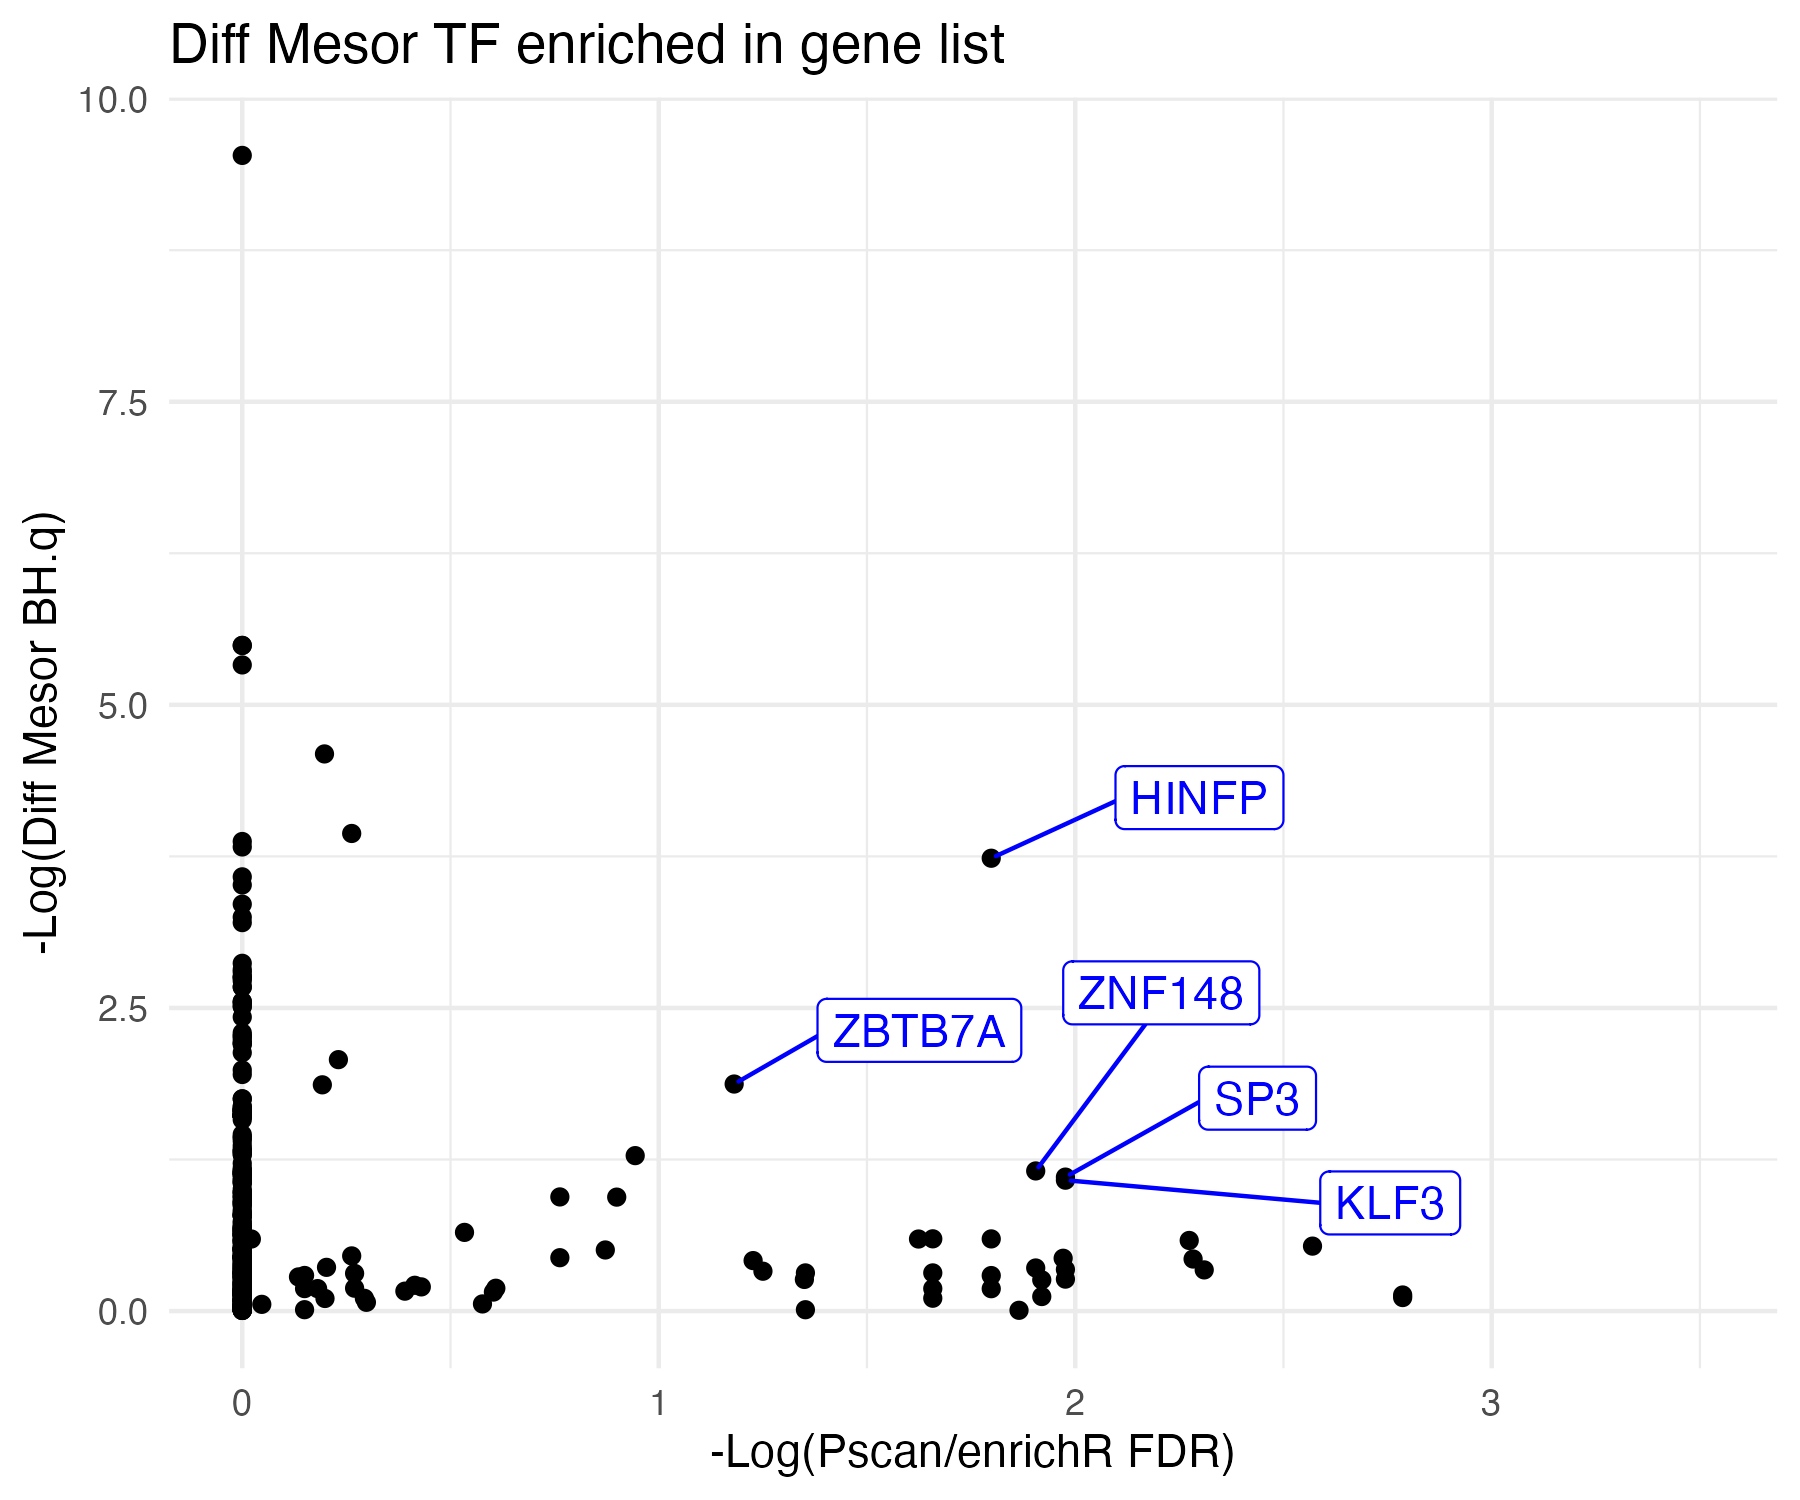 Diff Mesor TF enriched in gene list
10.0
7.5
5.0
2.5
0.0
-Log(Diff Mesor BH.q)
HINFP
ZNF148
ZBTB7A
SP3
KLF3
0 1 2 3
-Log(Pscan/enrichR FDR)